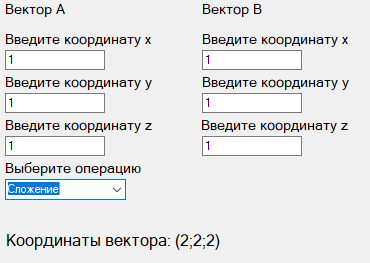 Вектор A Вектор B
Введите координату x Введите координату x
1 1
Введите координату y Введите координату y
1 1
Введите координату z Введите координату z
1 1
Выберите операцию
Сложение
Координаты вектора: (2;2;2)